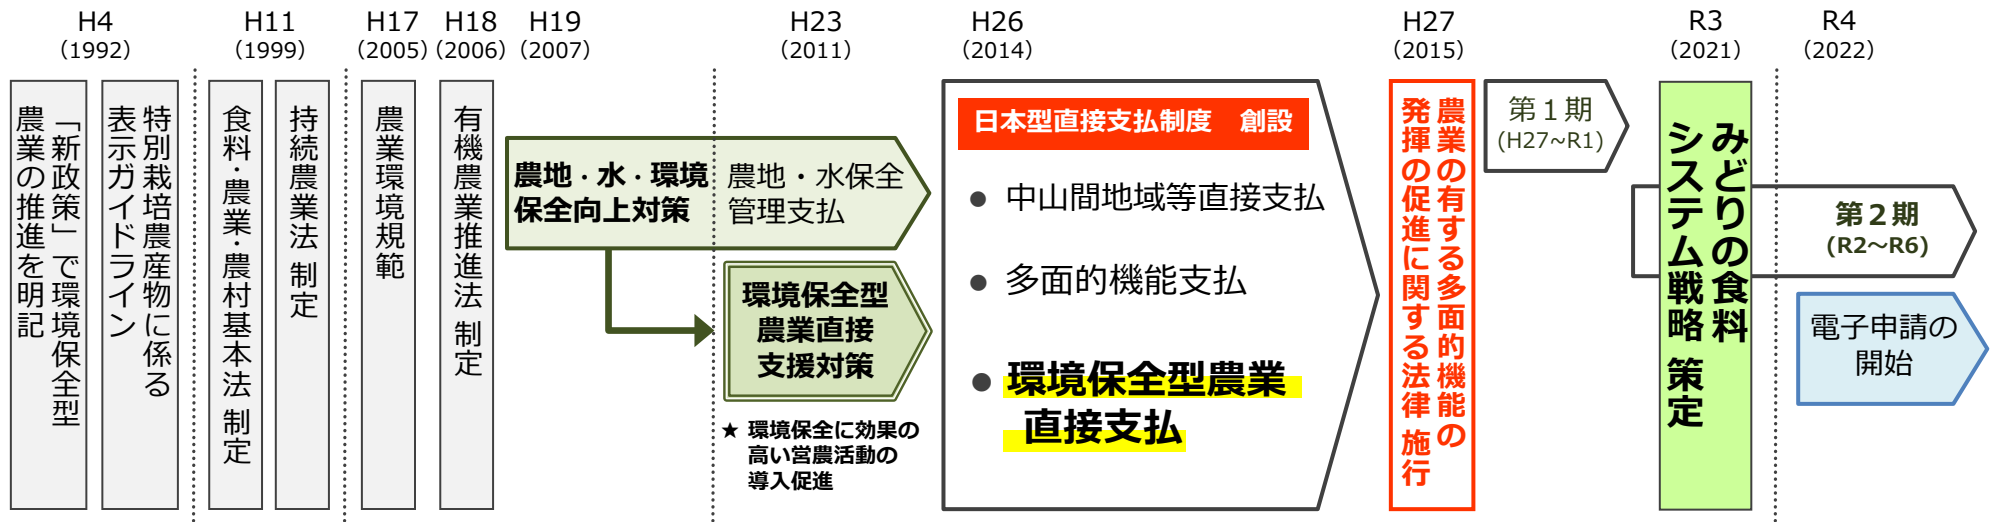 H4
(1992)
H11
(1999)
H17
(2005)
H18
(2006)
H19
(2007)
H23
(2011)
H26
(2014)
H27
(2015)
R3
(2021)
R4
(2022)
「新政策」で環境保全型
農業の推進を明記
特別栽培農産物に係る
表示ガイドライン
食料・農業・農村基本法 制定
持続農業法 制定
農業環境規範
有機農業推進法 制定
農地・水・環境
保全向上対策
農地・水保全
管理支払
環境保全型
農業直接
支援対策
★ 環境保全に効果の
高い営農活動の
導入促進
日本型直接支払制度　創設
● 中山間地域等直接支払
● 多面的機能支払
● 環境保全型農業
直接支払
農業の有する多面的機能の
発揮の促進に関する法律 施行
第１期
(H27~R1)
みどりの食料
システム戦略 策定
第２期
(R2～R6)
電子申請の
開始